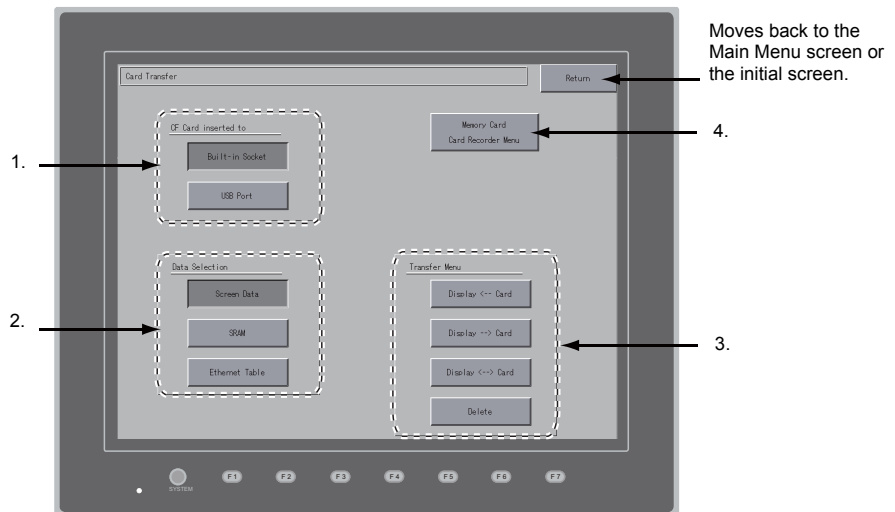 Moves back to the
Main Menu screen or
the initial screen.
Card Transfer
Return
CF Card inserted to
Built-in Socket
USB Port
1.
Memory Card
Card Recorder Menu
4.
Data Selection
Screen Data
SRAM
Ethernet Table
2.
Transfer Menu
Display <-- Card
Display --> Card
Display <--> Card
Delete
3.
SYSTEM
F1
F2
F3
F4
F5
F6
F7